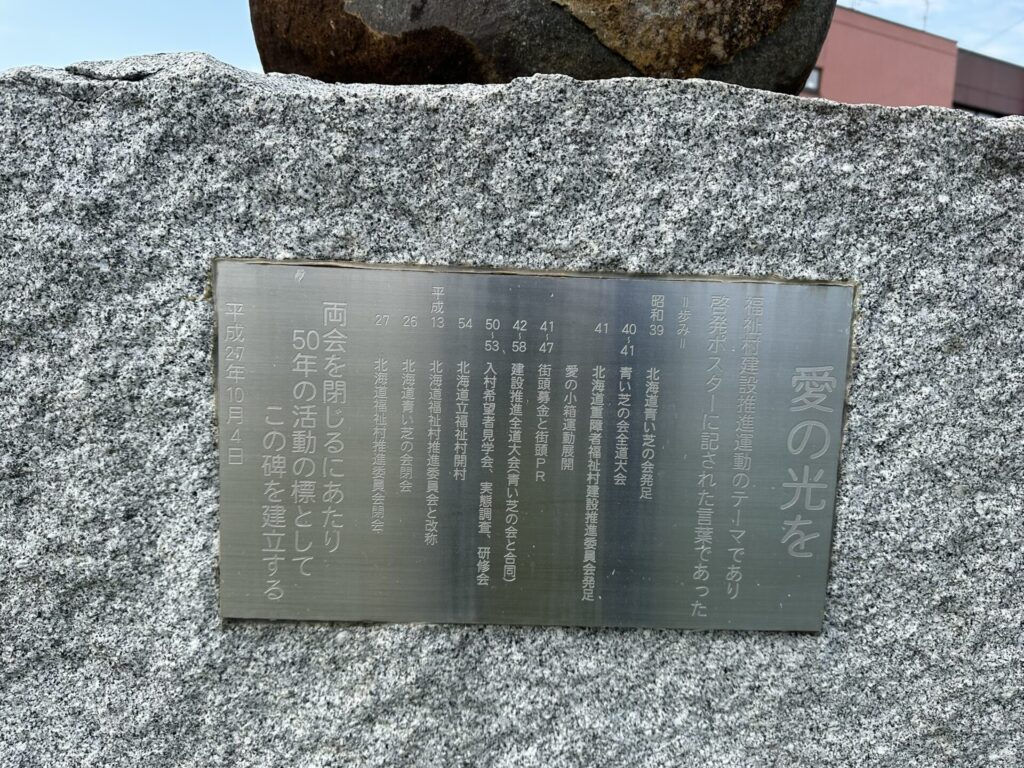 愛の光を
福祉村建設推進運動のテーマであり
啓発ポスターに記された言葉であった
＝歩み＝
昭和39 北海道青い芝の会発足
40~41 青い芝の会全道大会
41 北海道重障者福祉村建設推進委員会発足
愛の小箱運動展開
41~47 街頭募金と街頭PR
42~58 建設推進全道大会(青い芝の会と合同)
50~53、入村希望者見学会、実態調査、研修会
54 北海道立福祉村開村
平成13 北海道福祉村推進委員会と改称
26 北海道青い芝の会閉会
27 北海道福祉村推進委員会閉会
両会を閉じるにあたり
50年の活動の標として
この碑を建立する
平成27年10月4日